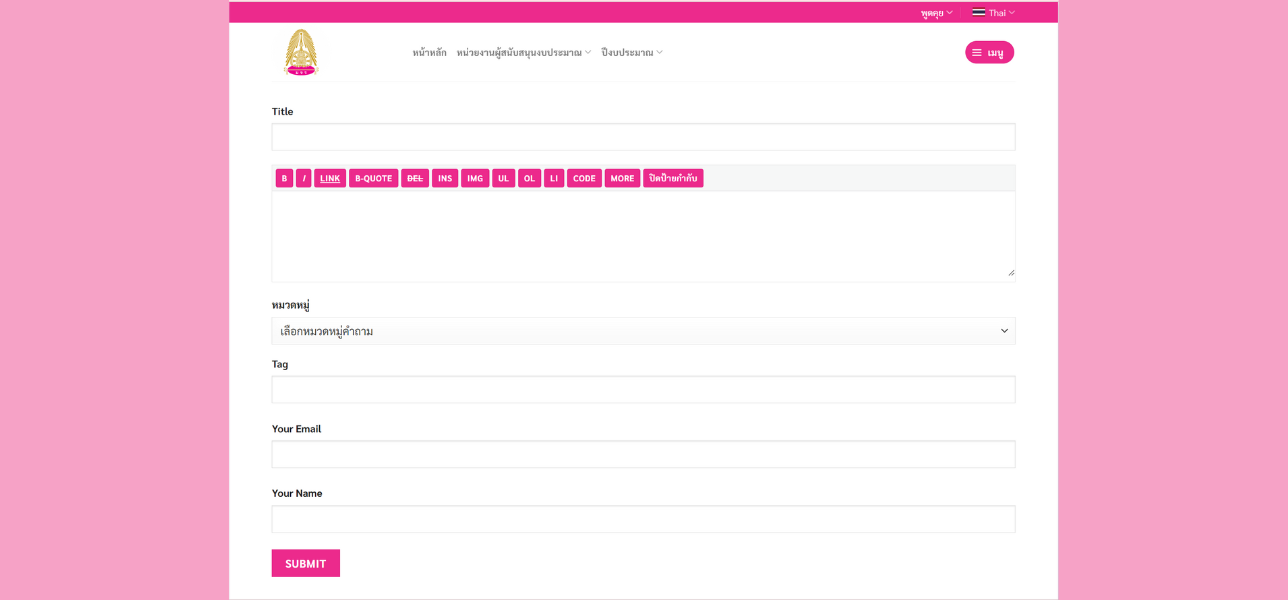 พูดคุย Thai
หน้าหลัก หน่วยงานผู้สนับสนุนงบประมาณ ปีงบประมาณ เมนู
Title
B I LINK B-QUOTE DEL INS IMG UL OL LI CODE MORE ปิดป้ายกำกับ
หมวดหมู่
เลือกหมวดหมู่คำถาม
Tag
Your Email
Your Name
SUBMIT